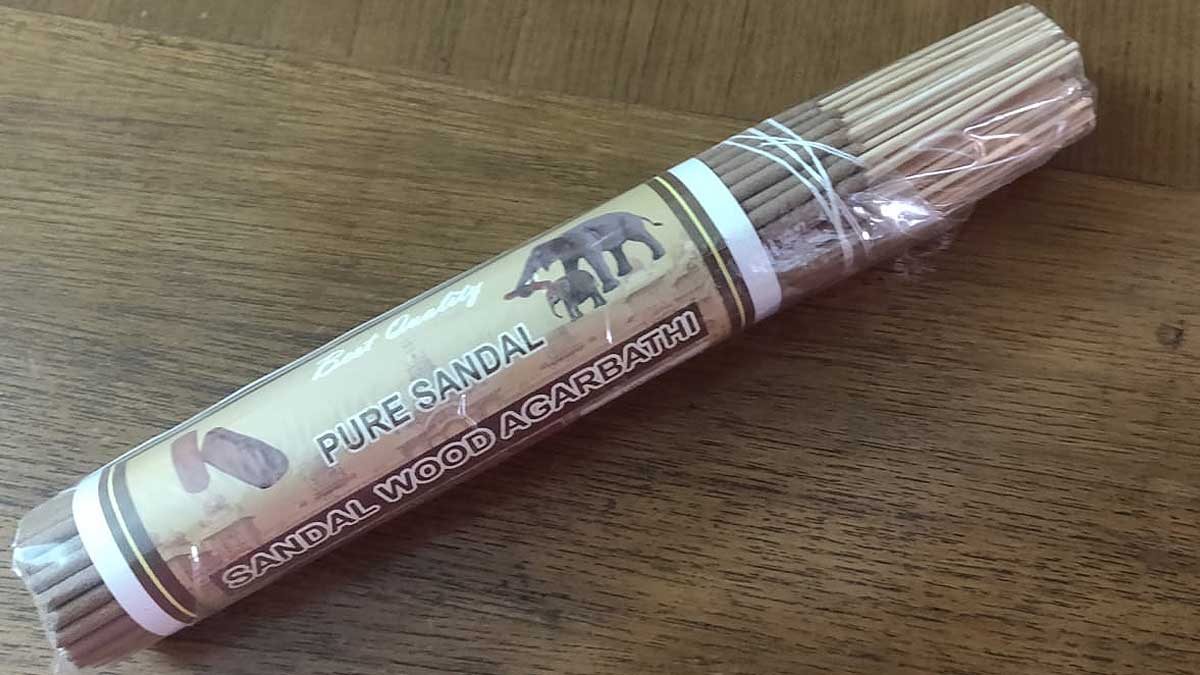 Best Quality
PURE SANDAL
SANDAL WOOD AGARBATHI